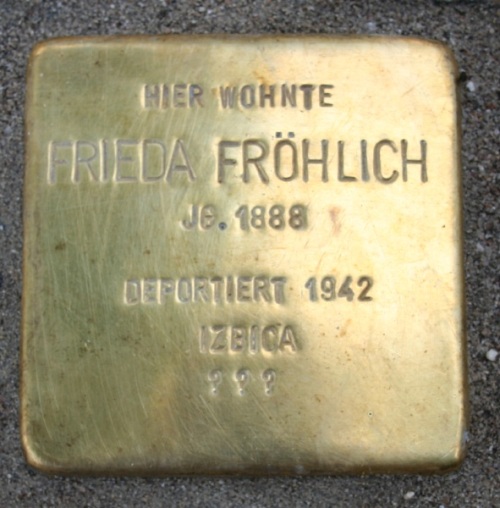 HIER WOHNTE
FRIEDA FRÖHLICH
JG. 1888
DEPORTIERT 1942
IZBICA
???